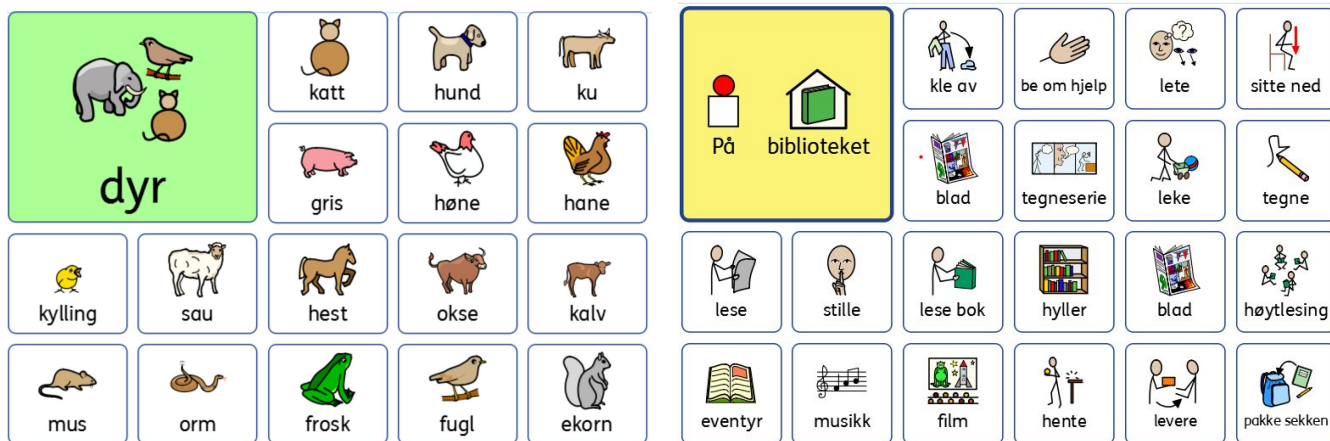 katt hund ku
gris høne hane
dyr
kylling sau hest okse kalv
mus orm frosk fugl ekorn
kle av be om hjelp lete sitte ned
På biblioteket
blad tegneserie leke tegne
lese stille lese bok hyller blad høytlesing
eventyr musikk film hente levere pakke sekken